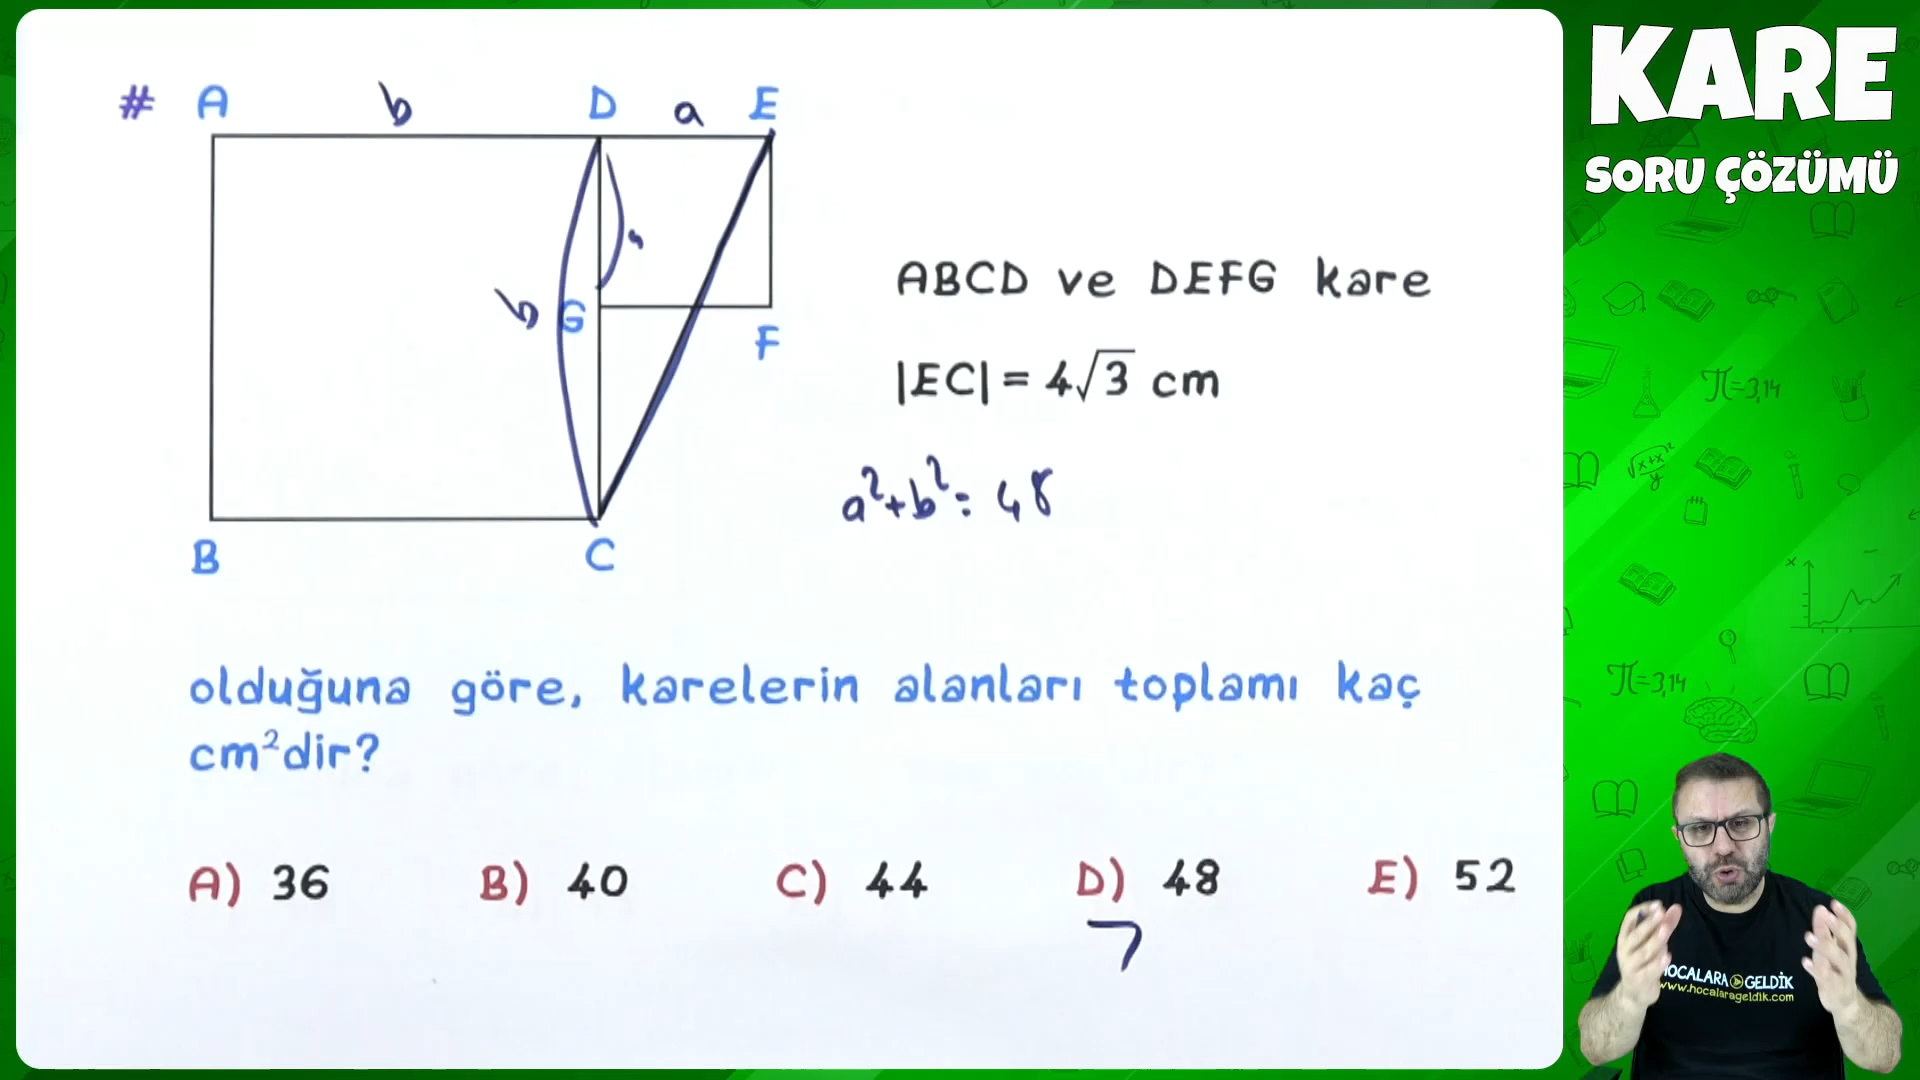 KARE
SORU ÇÖZÜMÜ
# A b D a E
b G F
B C
ABCD ve DEFG kare
|EC| = 4√3 cm
a²+b² = 48
olduğuna göre, karelerin alanları toplamı kaç
cm²dir?
A) 36 B) 40 C) 44 D) 48 E) 52
HOCALARA GELDİK
www.hocalarageldik.com
π=3,14
π=3,14